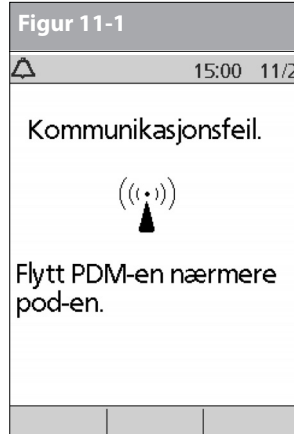 Figur 11-1
15:00 11/2
Kommunikasjonsfeil.
Flytt PDM-en nærmere
pod-en.